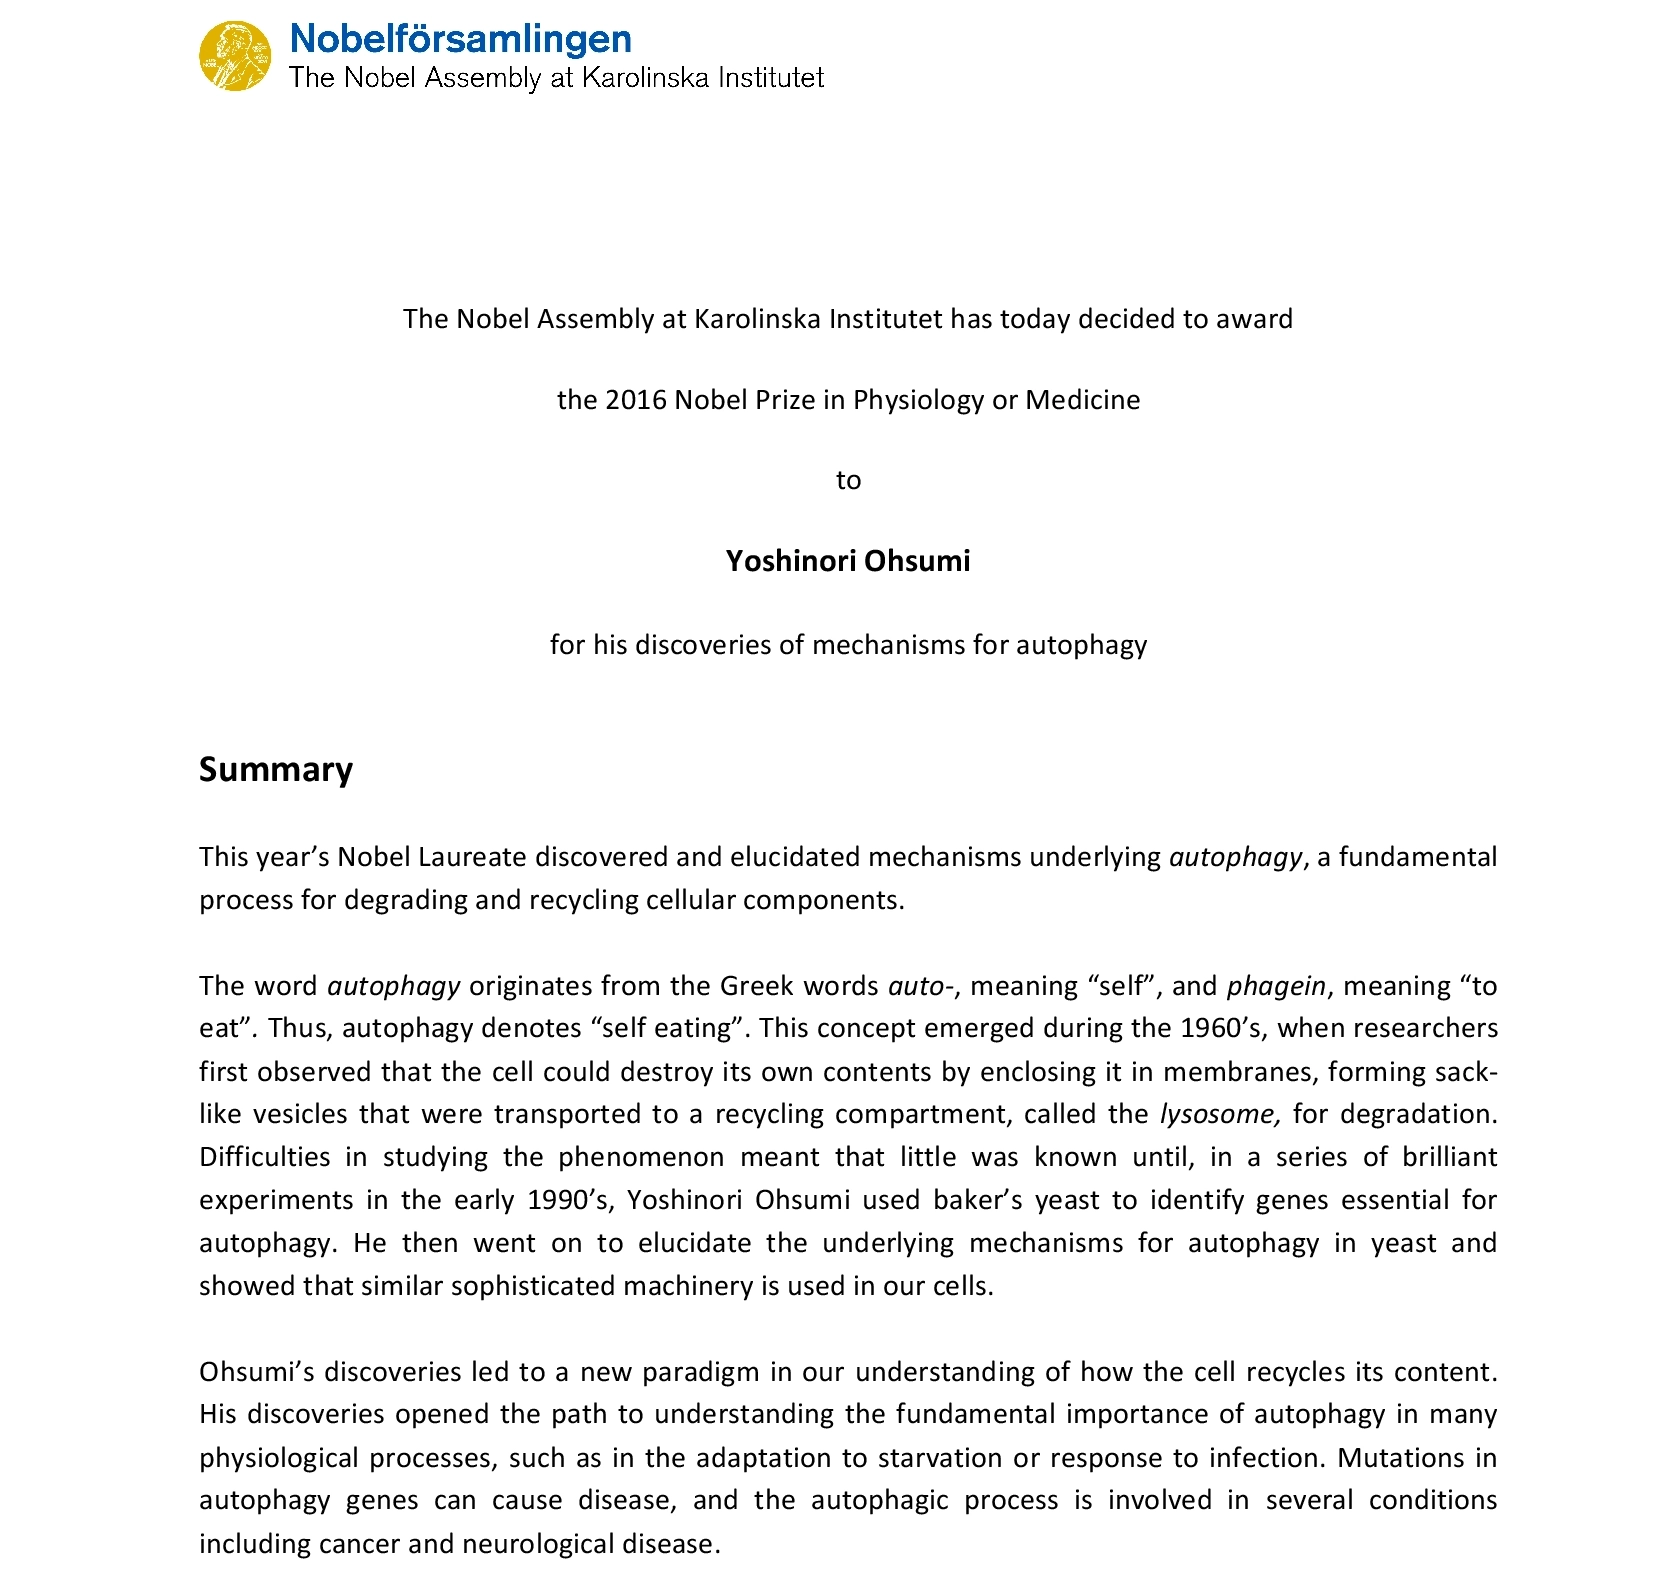 Nobelförsamlingen
The Nobel Assembly at Karolinska Institutet
The Nobel Assembly at Karolinska Institutet has today decided to award
the 2016 Nobel Prize in Physiology or Medicine
to
Yoshinori Ohsumi
for his discoveries of mechanisms for autophagy
Summary
This year’s Nobel Laureate discovered and elucidated mechanisms underlying autophagy, a fundamental
process for degrading and recycling cellular components.
The word autophagy originates from the Greek words auto-, meaning “self”, and phagein, meaning “to
eat”. Thus, autophagy denotes “self eating”. This concept emerged during the 1960’s, when researchers
first observed that the cell could destroy its own contents by enclosing it in membranes, forming sack-
like vesicles that were transported to a recycling compartment, called the lysosome, for degradation.
Difficulties in studying the phenomenon meant that little was known until, in a series of brilliant
experiments in the early 1990’s, Yoshinori Ohsumi used baker’s yeast to identify genes essential for
autophagy. He then went on to elucidate the underlying mechanisms for autophagy in yeast and
showed that similar sophisticated machinery is used in our cells.
Ohsumi’s discoveries led to a new paradigm in our understanding of how the cell recycles its content.
His discoveries opened the path to understanding the fundamental importance of autophagy in many
physiological processes, such as in the adaptation to starvation or response to infection. Mutations in
autophagy genes can cause disease, and the autophagic process is involved in several conditions
including cancer and neurological disease.